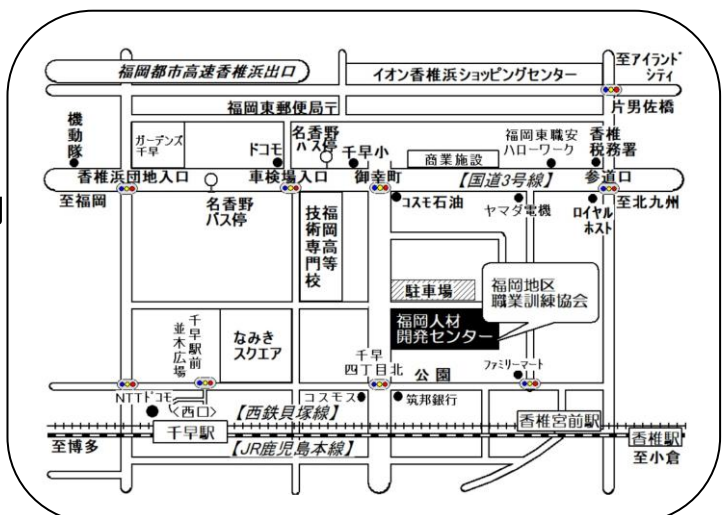 至アイランド
シティ
福岡都市高速香椎浜出口
イオン香椎浜ショッピングセンター
片男佐橋
福岡東郵便局〒
機動隊
ガーデンズ
千早
ドコモ
名香野
バス停
千早小
商業施設
福岡東職安
ハローワーク
香椎
税務署
香椎浜団地入口
車検場入口
御幸町
【国道3号線】
参道口
至福岡
名香野
バス停
コスモ石油
ヤマダ電機
ロイヤル
ホスト
至北九州
福岡高等
技術専門校
駐車場
福岡地区
職業訓練協会
福岡人材
開発センター
千早駅前
並木広場
なみき
スクエア
千早
四丁目北
公園
ファミリーマート
NTTドコモ
〈西口〉
【西鉄貝塚線】
コスモス
筑邦銀行
香椎宮前駅
千早駅
香椎駅
至博多
【JR鹿児島本線】
至小倉